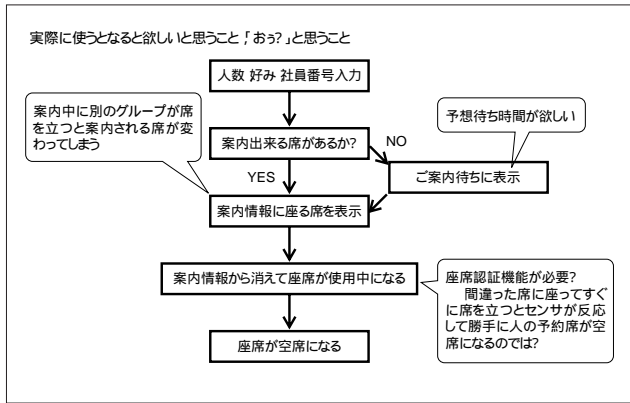 実際に使うとなると欲しいと思うこと，「おぅ？」と思うこと
人数 好み 社員番号入力
案内中に別のグループが席
を立つと案内される席が変
わってしまう
予想待ち時間が欲しい
案内出来る席があるか？
NO
YES
ご案内待ちに表示
案内情報に座る席を表示
案内情報から消えて座席が使用中になる
座席認証機能が必要？
間違った席に座ってすぐ
に席を立つとセンサが反応
して勝手に人の予約席が空
席になるのでは？
座席が空席になる